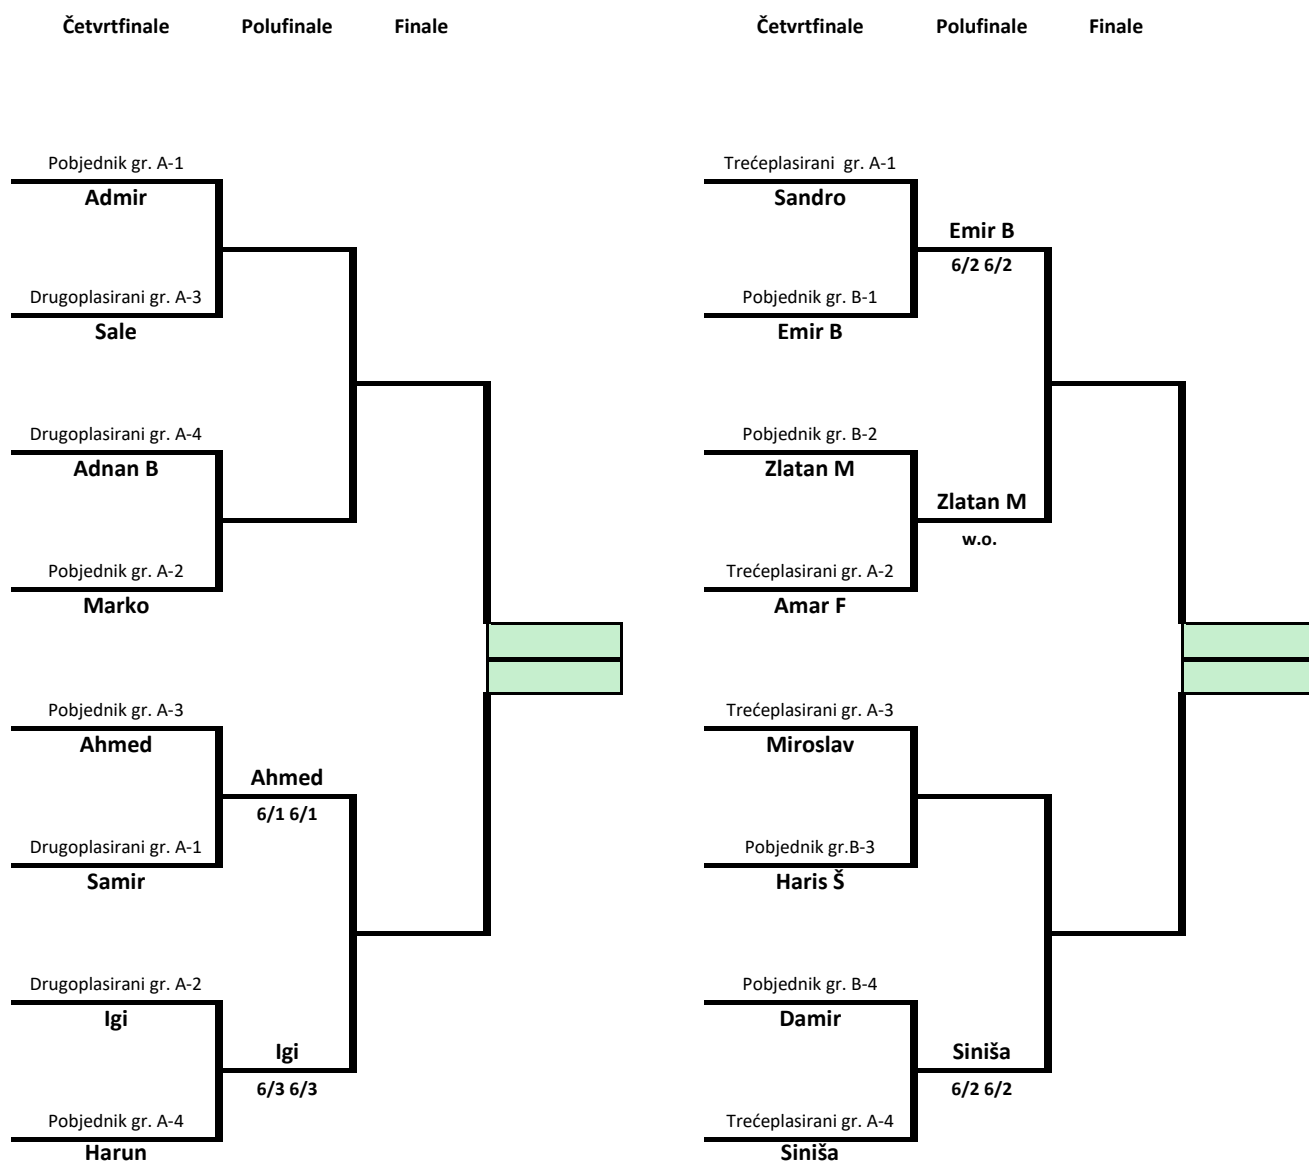 Četvrtfinale Polufinale Finale
Četvrtfinale Polufinale Finale
Pobjednik gr. A-1
Admir
Drugoplasirani gr. A-3
Sale
Drugoplasirani gr. A-4
Adnan B
Pobjednik gr. A-2
Marko
Pobjednik gr. A-3
Ahmed
Ahmed
6/1 6/1
Drugoplasirani gr. A-1
Samir
Drugoplasirani gr. A-2
Igi
Igi
6/3 6/3
Pobjednik gr. A-4
Harun
Trećeplasirani gr. A-1
Sandro
Emir B
6/2 6/2
Pobjednik gr. B-1
Emir B
Pobjednik gr. B-2
Zlatan M
Zlatan M
w.o.
Trećeplasirani gr. A-2
Amar F
Trećeplasirani gr. A-3
Miroslav
Pobjednik gr.B-3
Haris Š
Pobjednik gr. B-4
Damir
Siniša
6/2 6/2
Trećeplasirani gr. A-4
Siniša